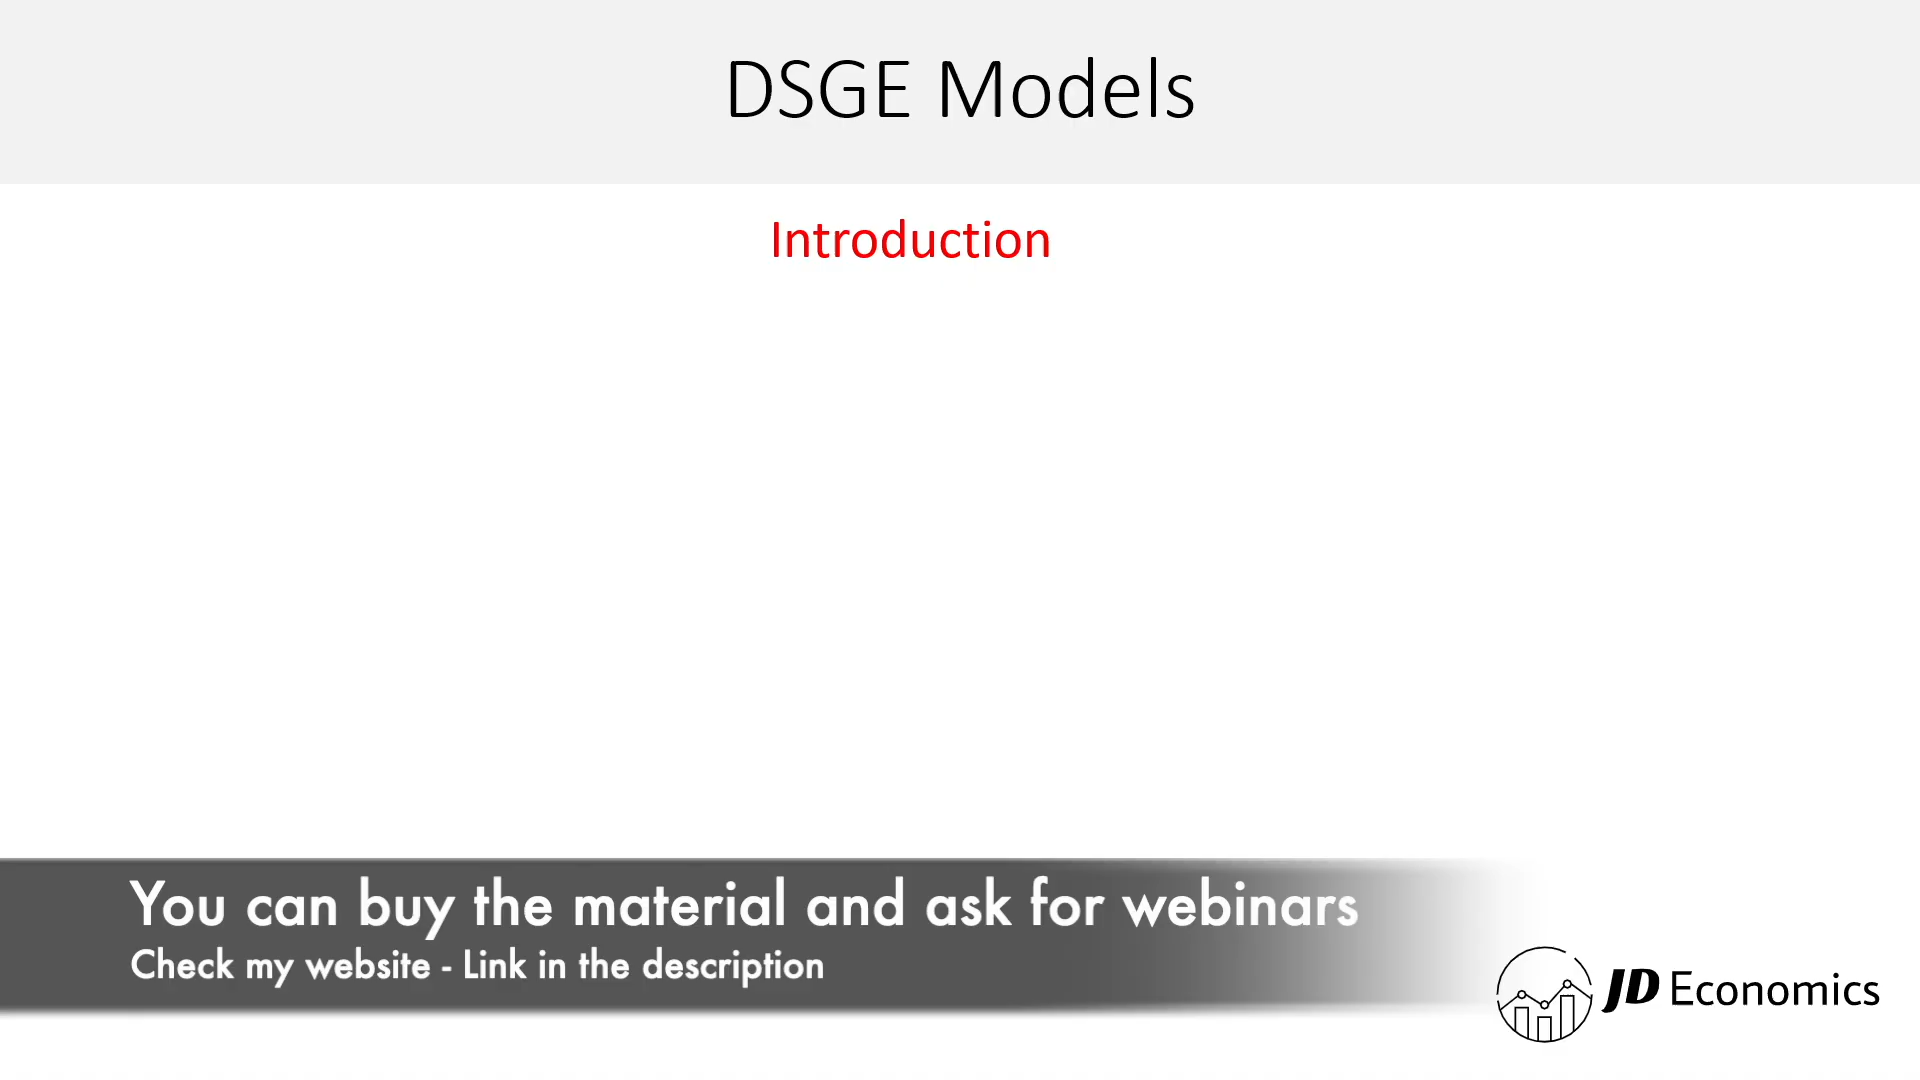 DSGE Models
Introduction
You can buy the material and ask for webinars
Check my website - Link in the description
JD Economics